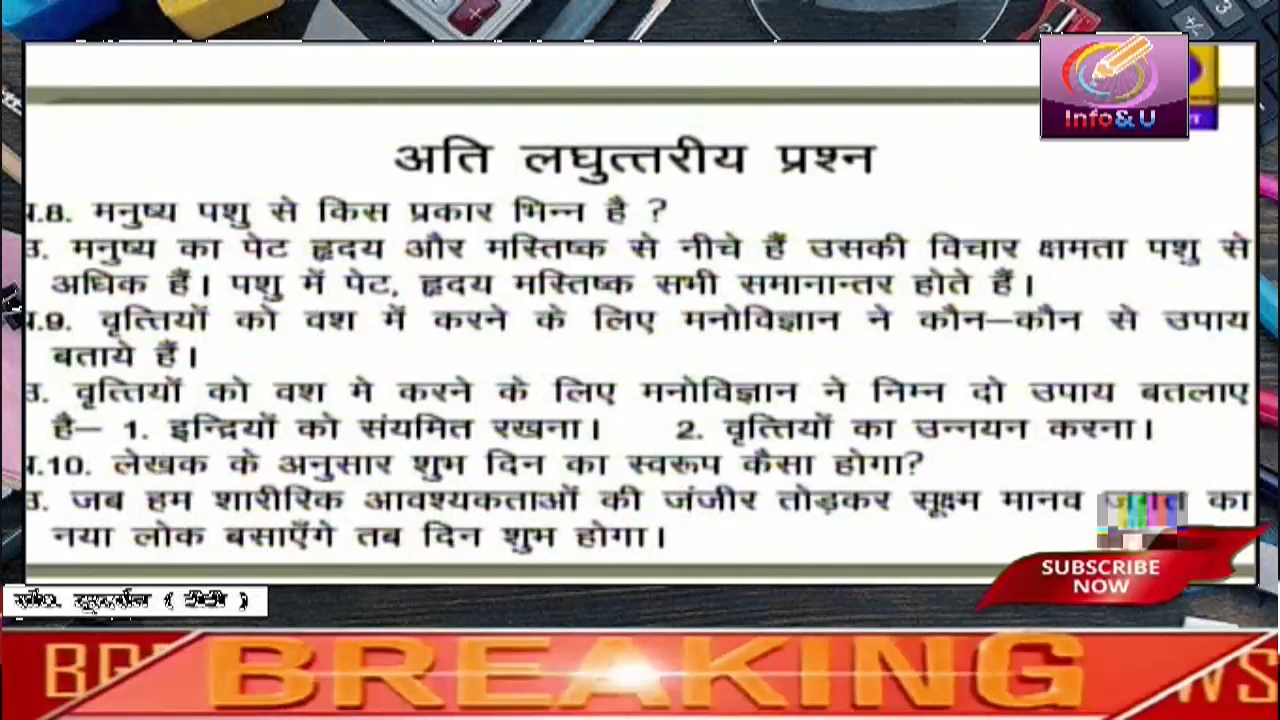 Info&U
अति लघुत्तरीय प्रश्न
.8. मनुष्य पशु से किस प्रकार भिन्न है ?
उ. मनुष्य का पेट हृदय और मस्तिष्क से नीचे हैं उसकी विचार क्षमता पशु से
अधिक हैं। पशु में पेट, हृदय मस्तिष्क सभी समानान्तर होते हैं।
.9. वृत्तियों को वश में करने के लिए मनोविज्ञान ने कौन–कौन से उपाय
बताये हैं।
उ. वृत्तियों को वश मे करने के लिए मनोविज्ञान ने निम्न दो उपाय बतलाए
है– 1. इन्द्रियों को संयमित रखना। 2. वृत्तियों का उन्नयन करना।
.10. लेखक के अनुसार शुभ दिन का स्वरूप कैसा होगा?
उ. जब हम शारीरिक आवश्यकताओं की जंजीर तोड़कर सूक्ष्म मानव का
नया लोक बसाएँगे तब दिन शुभ होगा।
SUBSCRIBE
NOW
दूरदर्शन ( टीवी )
BREAKING